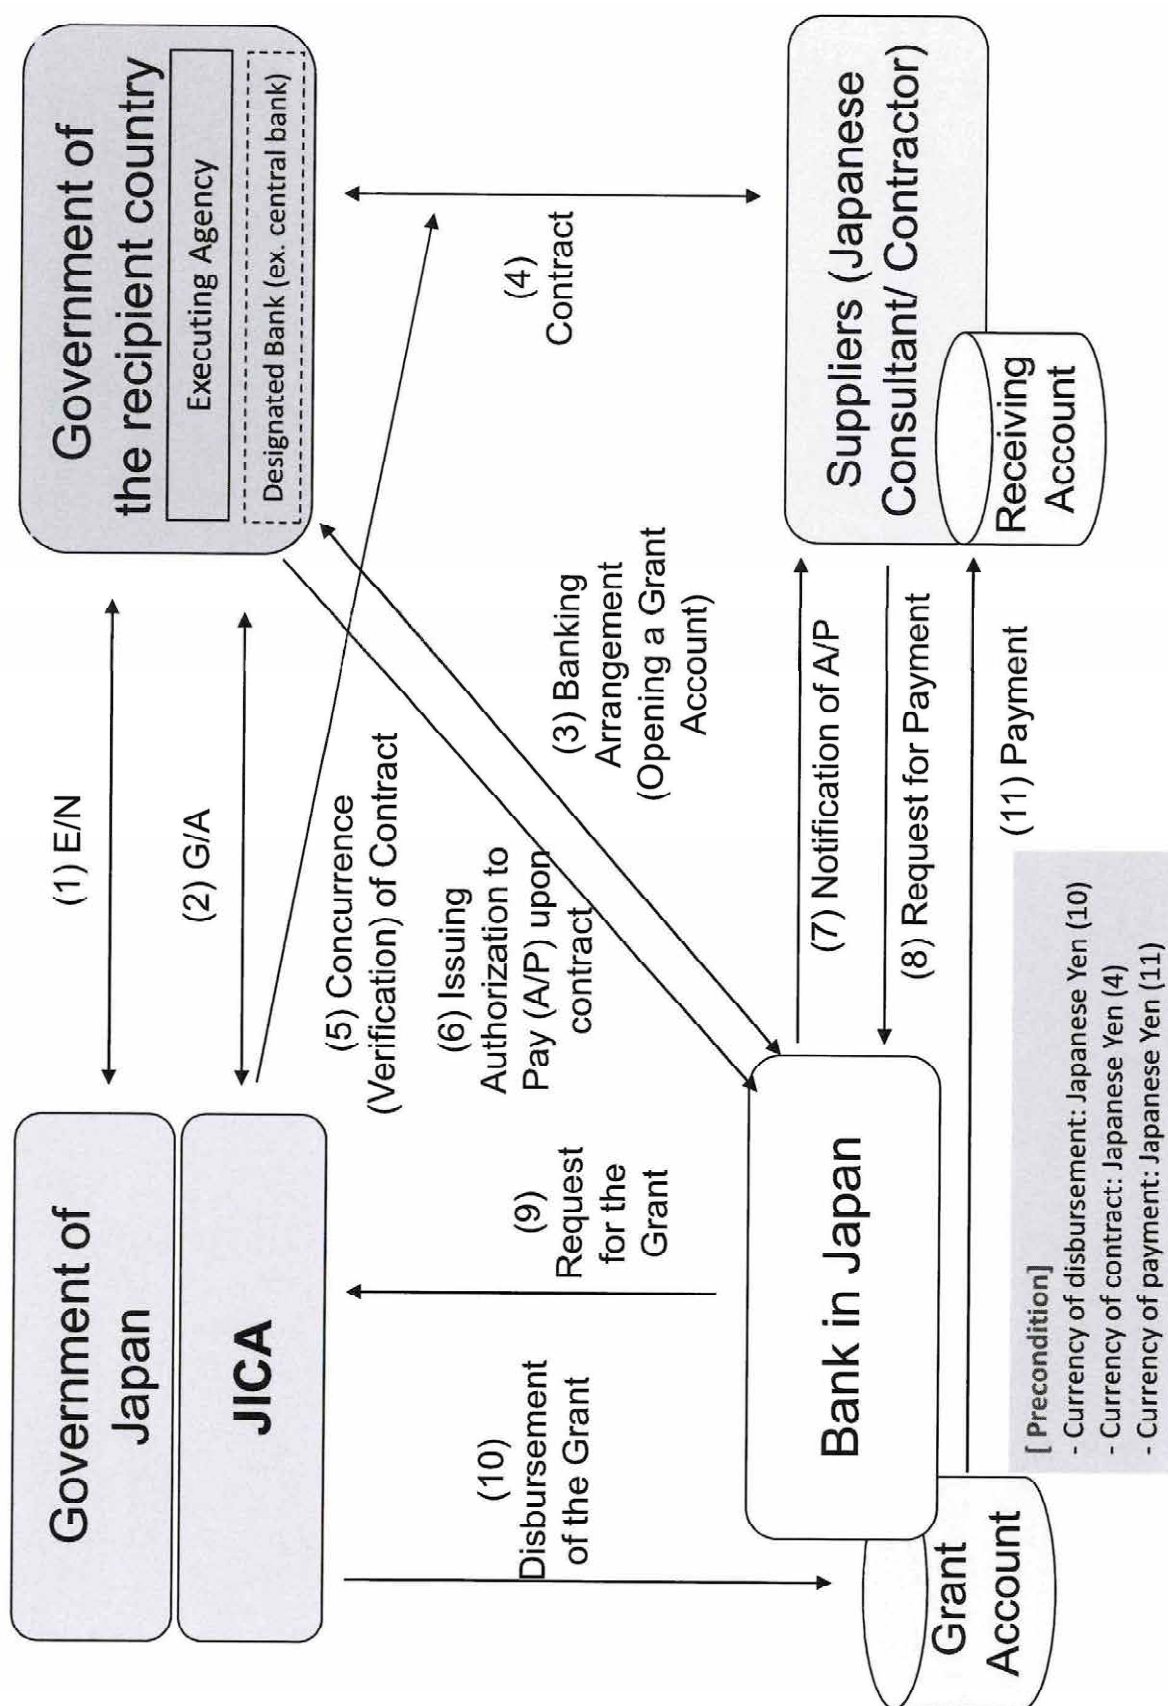 Government of
Japan
JICA
Government of
the recipient country
Executing Agency
Designated Bank (ex. central bank)
(1) E/N
(2) G/A
(5) Concurrence
(Verification) of Contract
(6) Issuing
Authorization to
Pay (A/P) upon
contract
(3) Banking
Arrangement
(Opening a Grant
Account)
(4)
Contract
(9)
Request
for the
Grant
(10)
Disbursement
of the Grant
Bank in Japan
Grant
Account
(7) Notification of A/P
(8) Request for Payment
(11) Payment
Suppliers (Japanese
Consultant/ Contractor)
Receiving
Account
[ Precondition]
- Currency of disbursement: Japanese Yen (10)
- Currency of contract: Japanese Yen (4)
- Currency of payment: Japanese Yen (11)